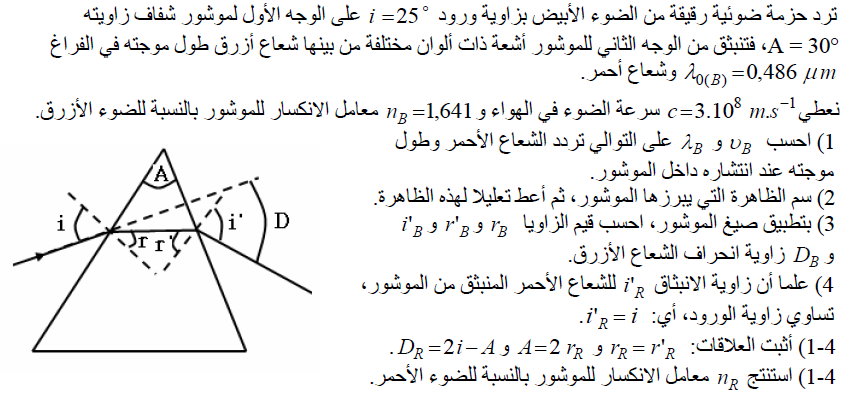 ترد حزمة ضوئية رقيقة من الضوء الأبيض بزاوية ورود i =25° على الوجه الأول لموشور شفاف زاويته
A = 30°، فتنبثق من الوجه الثاني للموشور أشعة ذات ألوان مختلفة من بينها شعاع أزرق طول موجته في الفراغ
λ0(B) =0,486 μm وشعاع أحمر.
نعطي c=3.10⁸ m.s⁻¹ سرعة الضوء في الهواء و nB =1,641 معامل الانكسار للموشور بالنسبة للضوء الأزرق.
1) احسب υB و λB على التوالي تردد الشعاع الأحمر وطول
موجته عند انتشاره داخل الموشور.
2) سم الظاهرة التي يبرزها الموشور، ثم أعط تعليلا لهذه الظاهرة.
3) بتطبيق صيغ الموشور، احسب قيم الزوايا rB و r'B و i'B
و DB زاوية انحراف الشعاع الأزرق.
4) علما أن زاوية الانبثاق i'R للشعاع الأحمر المنبثق من الموشور،
تساوي زاوية الورود، أي: i'R = i.
1-4) أثبت العلاقات: rR = r'R و A=2 rR و DR=2i−A.
1-4) استنتج nR معامل الانكسار للموشور بالنسبة للضوء الأحمر.
A
i
r
r'
i'
D